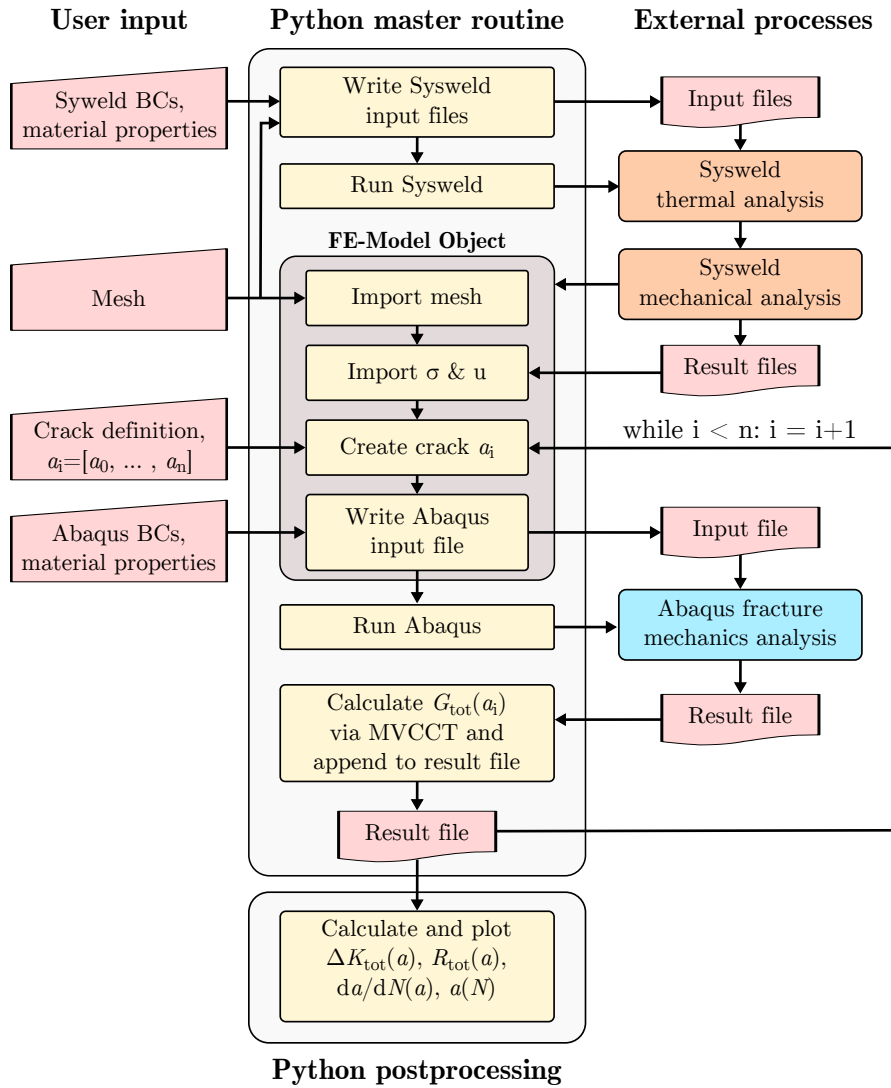 User input
Python master routine
External processes
Syweld BCs,
material properties
Write Sysweld
input files
Input files
Run Sysweld
Sysweld
thermal analysis
FE-Model Object
Mesh
Import mesh
Sysweld
mechanical analysis
Import σ & u
Result files
Crack definition,
aᵢ=[a₀, ... , aₙ]
Create crack aᵢ
while i < n: i = i+1
Abaqus BCs,
material properties
Write Abaqus
input file
Input file
Run Abaqus
Abaqus fracture
mechanics analysis
Calculate G_tot(aᵢ)
via MVCCT and
append to result file
Result file
Result file
Calculate and plot
ΔK_tot(a), R_tot(a),
da/dN(a), a(N)
Python postprocessing